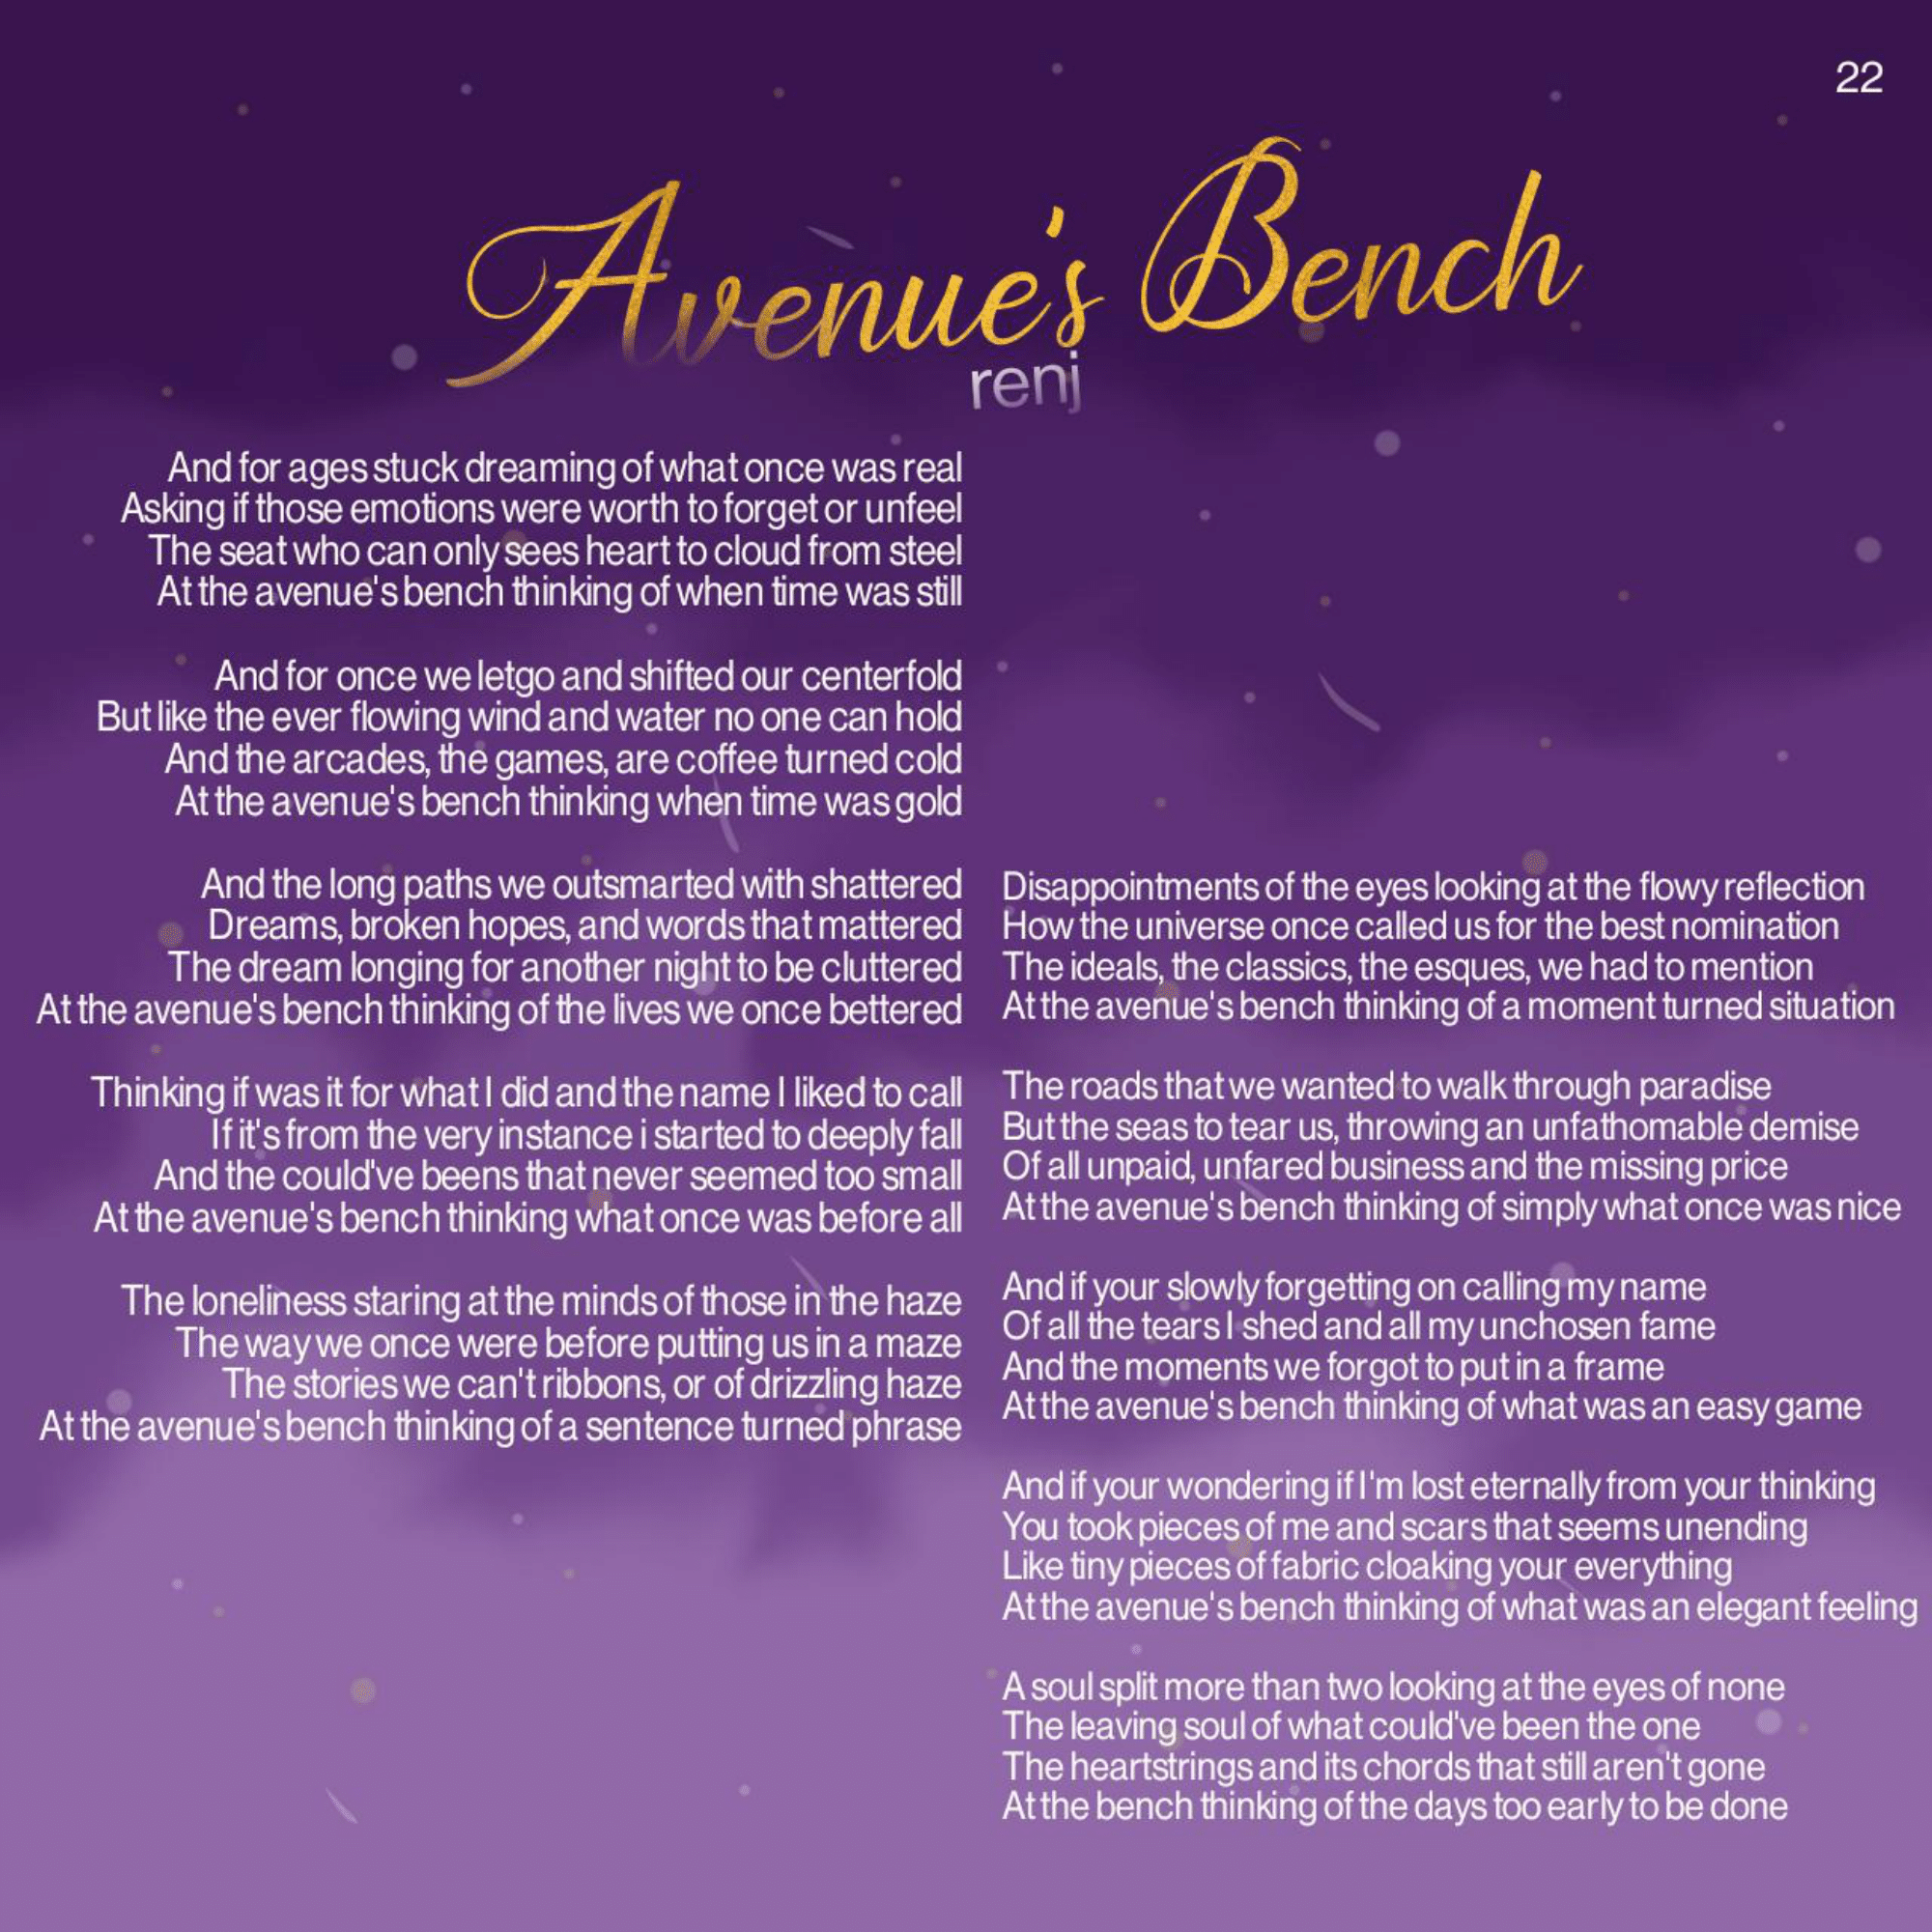 22
Avenue's Bench
renj
And for ages stuck dreaming of what once was real
Asking if those emotions were worth to forget or unfeel
The seat who can only sees heart to cloud from steel
At the avenue's bench thinking of when time was still
And for once we letgo and shifted our centerfold
But like the ever flowing wind and water no one can hold
And the arcades, the games, are coffee turned cold
At the avenue's bench thinking when time was gold
And the long paths we outsmarted with shattered
Dreams, broken hopes, and words that mattered
The dream longing for another night to be cluttered
At the avenue's bench thinking of the lives we once bettered
Thinking if was it for what I did and the name I liked to call
If it's from the very instance i started to deeply fall
And the could've beens that never seemed too small
At the avenue's bench thinking what once was before all
The loneliness staring at the minds of those in the haze
The way we once were before putting us in a maze
The stories we can't ribbons, or of drizzling haze
At the avenue's bench thinking of a sentence turned phrase
Disappointments of the eyes looking at the flowy reflection
How the universe once called us for the best nomination
The ideals, the classics, the esques, we had to mention
At the avenue's bench thinking of a moment turned situation
The roads that we wanted to walk through paradise
But the seas to tear us, throwing an unfathomable demise
Of all unpaid, unfared business and the missing price
At the avenue's bench thinking of simply what once was nice
And if your slowly forgetting on calling my name
Of all the tears I shed and all my unchosen fame
And the moments we forgot to put in a frame
At the avenue's bench thinking of what was an easy game
And if your wondering if I'm lost eternally from your thinking
You took pieces of me and scars that seems unending
Like tiny pieces of fabric cloaking your everything
At the avenue's bench thinking of what was an elegant feeling
A soul split more than two looking at the eyes of none
The leaving soul of what could've been the one
The heartstrings and its chords that still aren't gone
At the bench thinking of the days too early to be done